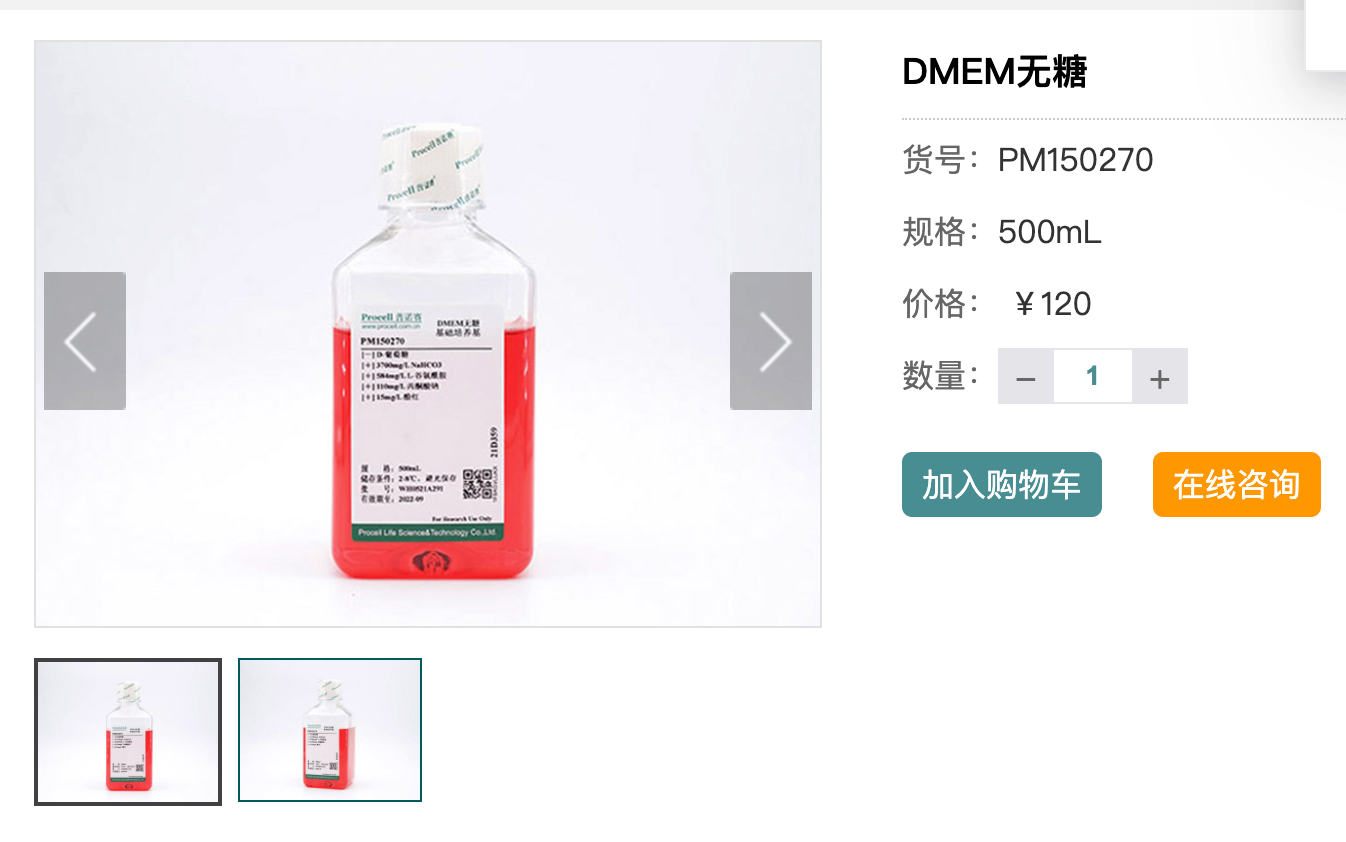 DMEM无糖
货号：PM150270
规格：500mL
价格：￥120
数量： － 1 +
加入购物车 在线咨询
Procell 普诺赛
www.procell.com.cn
DMEM无糖
基础培养基
PM150270
[−] D-葡萄糖
[+] 3700mg/L NaHCO3
[+] 584mg/L L-谷氨酰胺
[+] 110mg/L 丙酮酸钠
[+] 15mg/L 酚红
21D359
规 格：500mL
储存条件：2-8℃，避光保存
批 号：WH0521A291
有效期至：2022-09
For Research Use Only
Procell Life Science&Technology Co.,Ltd.